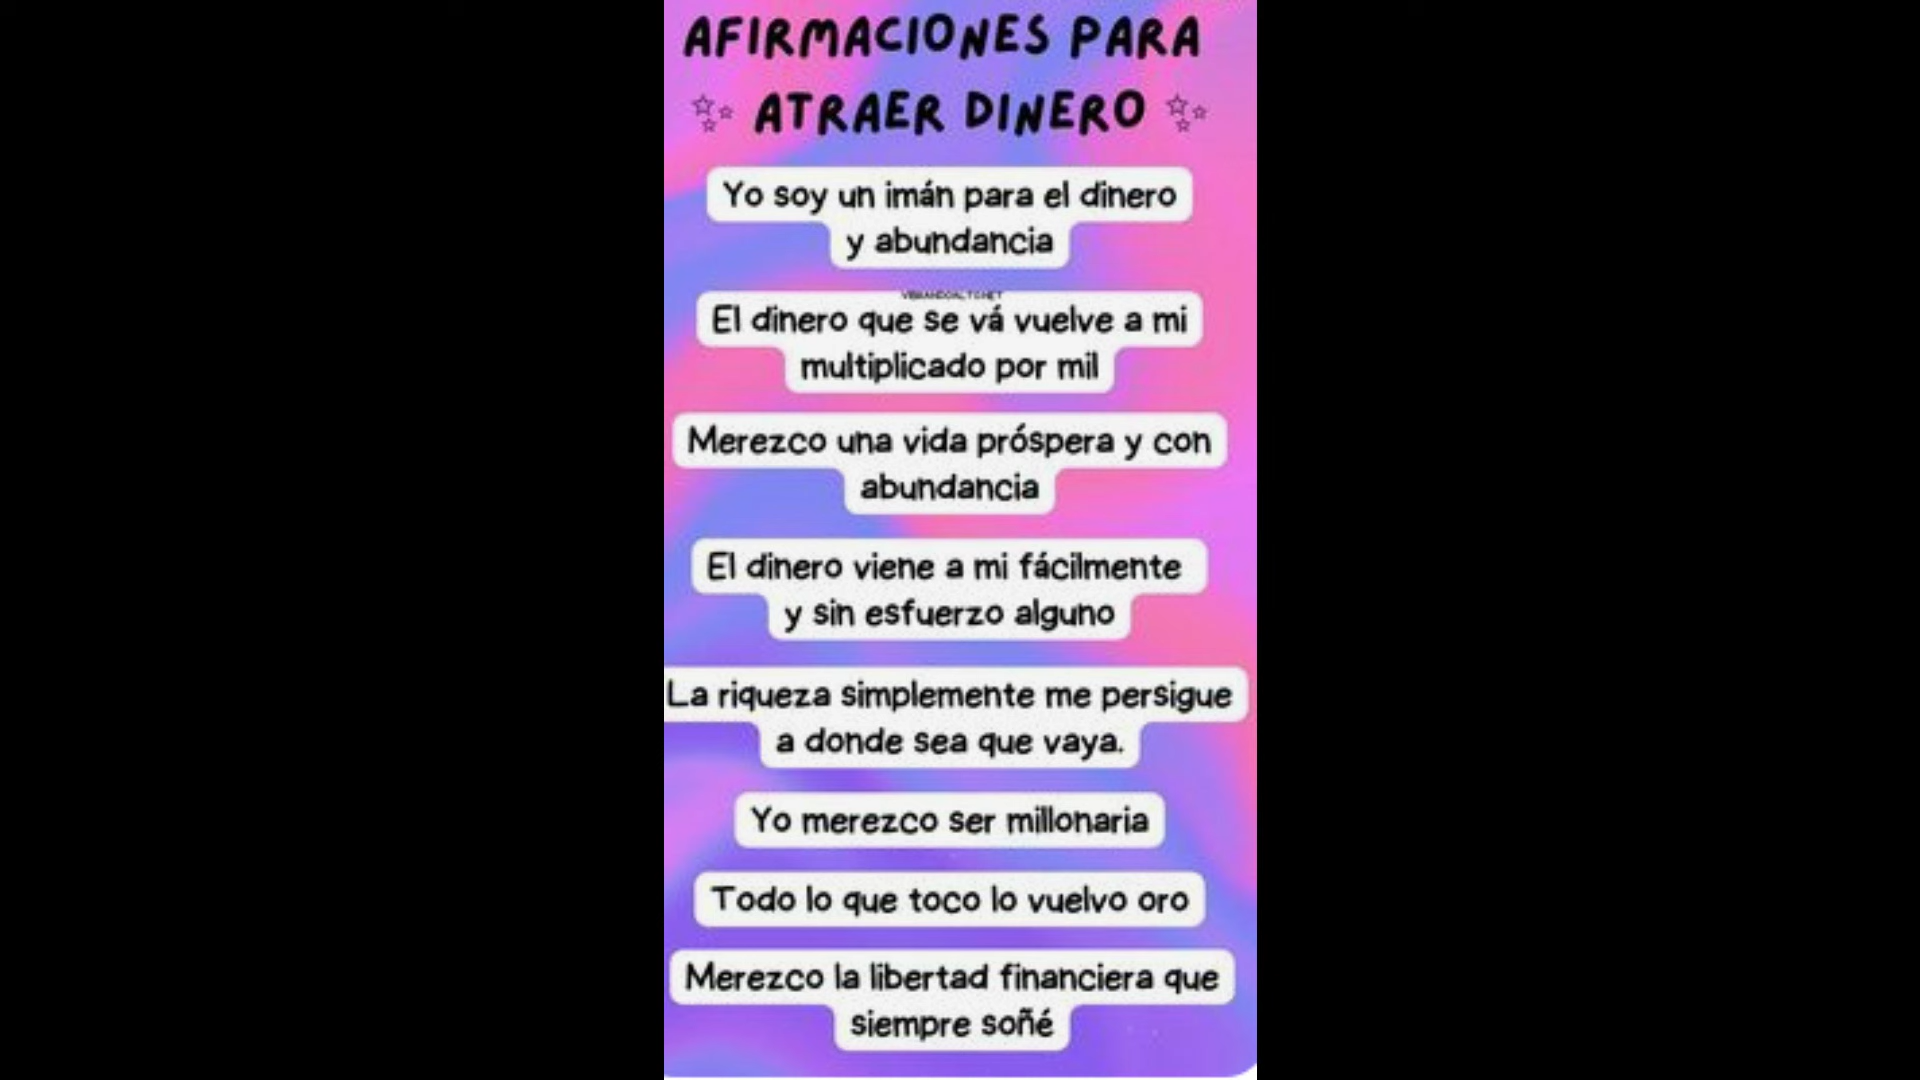 AFIRMACIONES PARA
ATRAER DINERO
Yo soy un imán para el dinero
y abundancia
VIBRANDOALTO.NET
El dinero que se vá vuelve a mi
multiplicado por mil
Merezco una vida próspera y con
abundancia
El dinero viene a mi fácilmente
y sin esfuerzo alguno
La riqueza simplemente me persigue
a donde sea que vaya.
Yo merezco ser millonaria
Todo lo que toco lo vuelvo oro
Merezco la libertad financiera que
siempre soñé